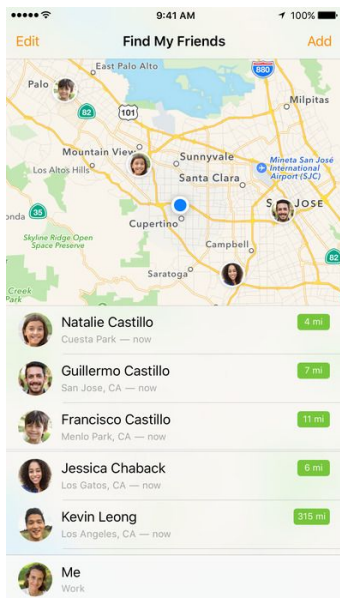 9:41 AM 100%
Edit Find My Friends Add
East Palo Alto
880
Palo
Milpitas
82 101
Mountain View
Sunnyvale
Los Altos Hills
Mineta San José
International
Airport (SJC)
Santa Clara
onda 35
JOSE
Cupertino
Skyline Ridge Open
Space Preserve
Campbell
82
Saratoga
Creek
Park
Natalie Castillo
Cuesta Park — now
4 mi
Guillermo Castillo
San Jose, CA — now
7 mi
Francisco Castillo
Menlo Park, CA — now
11 mi
Jessica Chaback
Los Gatos, CA — now
6 mi
Kevin Leong
Los Angeles, CA — now
315 mi
Me
Work